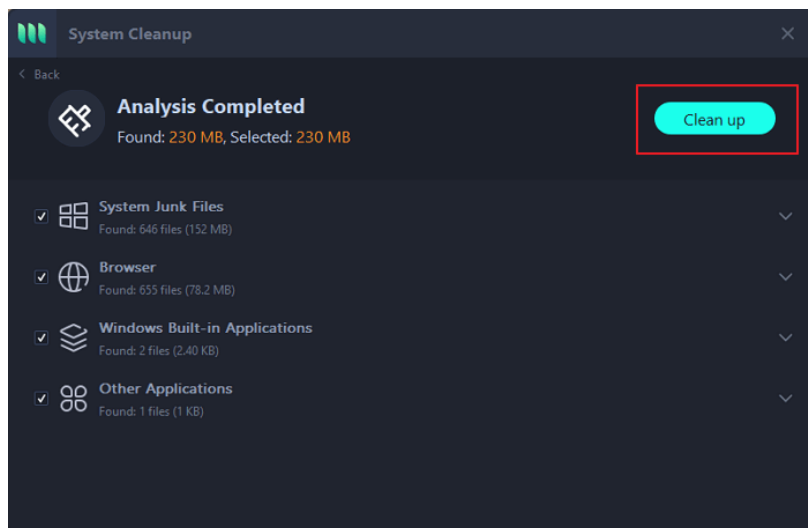 System Cleanup
Back
Analysis Completed
Found: 230 MB, Selected: 230 MB
Clean up
System Junk Files
Found: 646 files (152 MB)
Browser
Found: 655 files (78.2 MB)
Windows Built-in Applications
Found: 2 files (2.40 KB)
Other Applications
Found: 1 files (1 KB)